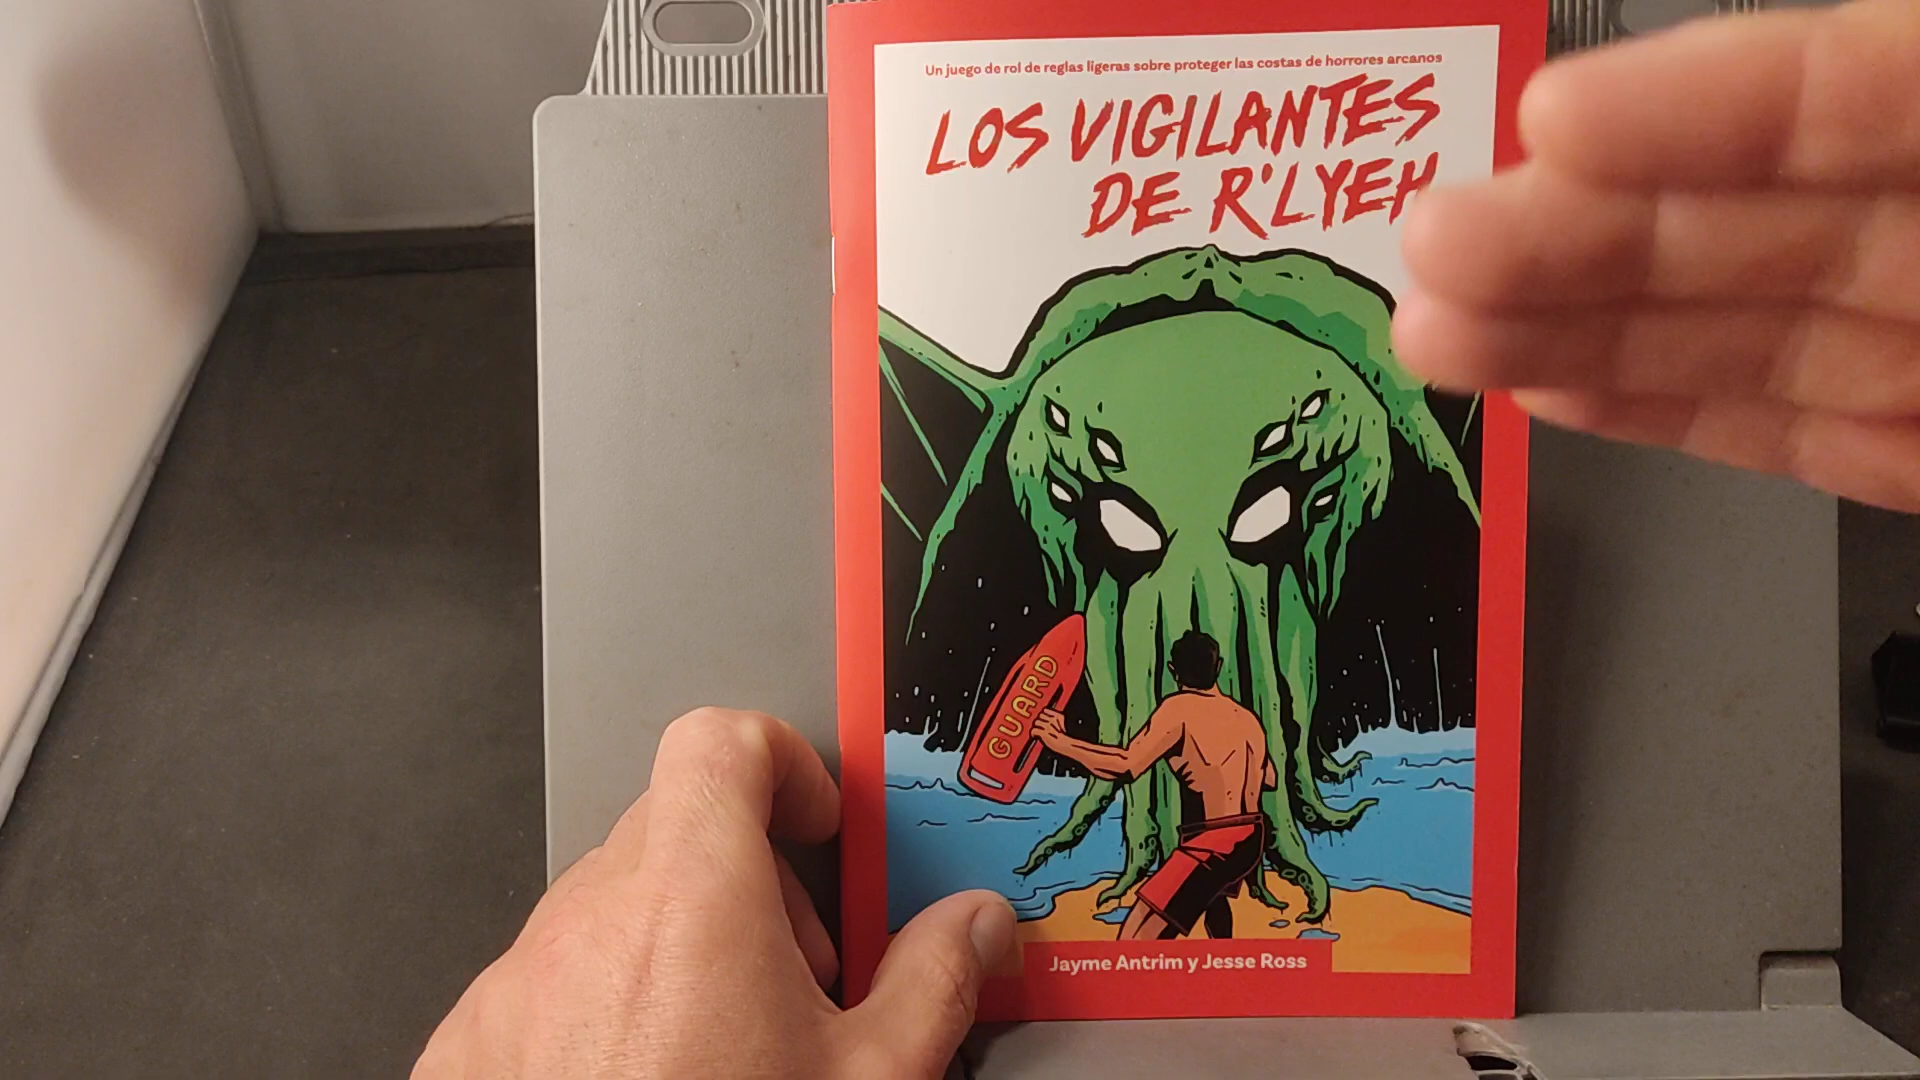 Un juego de rol de reglas ligeras sobre proteger las costas de horrores arcanos
LOS VIGILANTES
DE R'LYEH
GUARD
Jayme Antrim y Jesse Ross